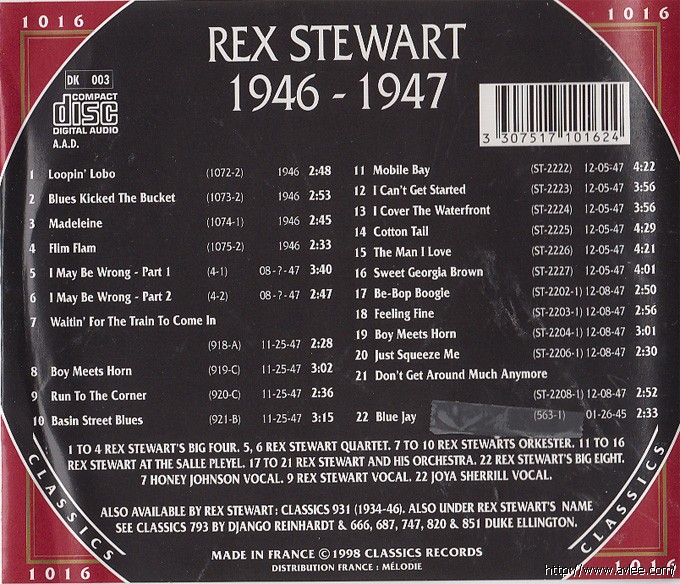 1016
1016
REX STEWART
1946 - 1947
DK 003
COMPACT
disc
DIGITAL AUDIO
A.A.D.
3 307517 101624
1 Loopin' Lobo (1072-2) 1946 2:48
2 Blues Kicked The Bucket (1073-2) 1946 2:53
3 Madeleine (1074-1) 1946 2:45
4 Flim Flam (1075-2) 1946 2:33
5 I May Be Wrong - Part 1 (4-1) 08-?-47 3:40
6 I May Be Wrong - Part 2 (4-2) 08-?-47 2:47
7 Waitin' For The Train To Come In
(918-A) 11-25-47 2:28
8 Boy Meets Horn (919-C) 11-25-47 3:02
9 Run To The Corner (920-C) 11-25-47 2:36
10 Basin Street Blues (921-B) 11-25-47 3:15
11 Mobile Bay (ST-2222) 12-05-47 4:22
12 I Can't Get Started (ST-2223) 12-05-47 3:56
13 I Cover The Waterfront (ST-2224) 12-05-47 3:56
14 Cotton Tail (ST-2225) 12-05-47 4:29
15 The Man I Love (ST-2226) 12-05-47 4:21
16 Sweet Georgia Brown (ST-2227) 12-05-47 4:01
17 Be-Bop Boogie (ST-2202-1) 12-08-47 2:50
18 Feeling Fine (ST-2203-1) 12-08-47 2:56
19 Boy Meets Horn (ST-2204-1) 12-08-47 3:01
20 Just Squeeze Me (ST-2206-1) 12-08-47 2:30
21 Don't Get Around Much Anymore
(ST-2208-1) 12-08-47 2:52
22 Blue Jay (563-1) 01-26-45 2:33
1 TO 4 REX STEWART'S BIG FOUR. 5, 6 REX STEWART QUARTET. 7 TO 10 REX STEWARTS ORKESTER. 11 TO 16
REX STEWART AT THE SALLE PLEYEL. 17 TO 21 REX STEWART AND HIS ORCHESTRA. 22 REX STEWART'S BIG EIGHT.
7 HONEY JOHNSON VOCAL. 9 REX STEWART VOCAL. 22 JOYA SHERRILL VOCAL.
ALSO AVAILABLE BY REX STEWART: CLASSICS 931 (1934-46). ALSO UNDER REX STEWART'S NAME
SEE CLASSICS 793 BY DJANGO REINHARDT & 666, 687, 747, 820 & 851 DUKE ELLINGTON.
MADE IN FRANCE © 1998 CLASSICS RECORDS
DISTRIBUTION FRANCE : MÉLODIE
CLASSICS
CLASSICS
1016
1016
http://www.aviee.com/